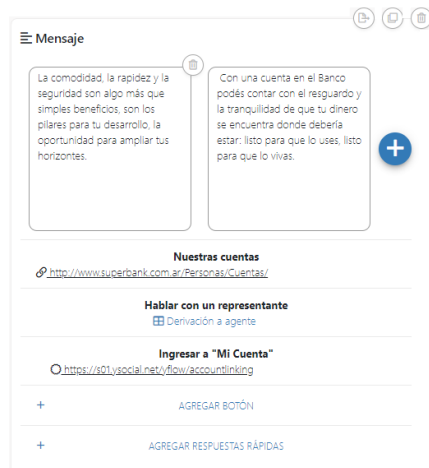 Mensaje
La comodidad, la rapidez y la
seguridad son algo más que
simples beneficios, son los
pilares para tu desarrollo, la
oportunidad para ampliar tus
horizontes.
Con una cuenta en el Banco
podés contar con el resguardo y
la tranquilidad de que tu dinero
se encuentra donde debería
estar: listo para que lo uses, listo
para que lo vivas.
Nuestras cuentas
http://www.superbank.com.ar/Personas/Cuentas/
Hablar con un representante
Derivación a agente
Ingresar a "Mi Cuenta"
https://s01.ysocial.net/yflow/accountlinking
+ AGREGAR BOTÓN
+ AGREGAR RESPUESTAS RÁPIDAS